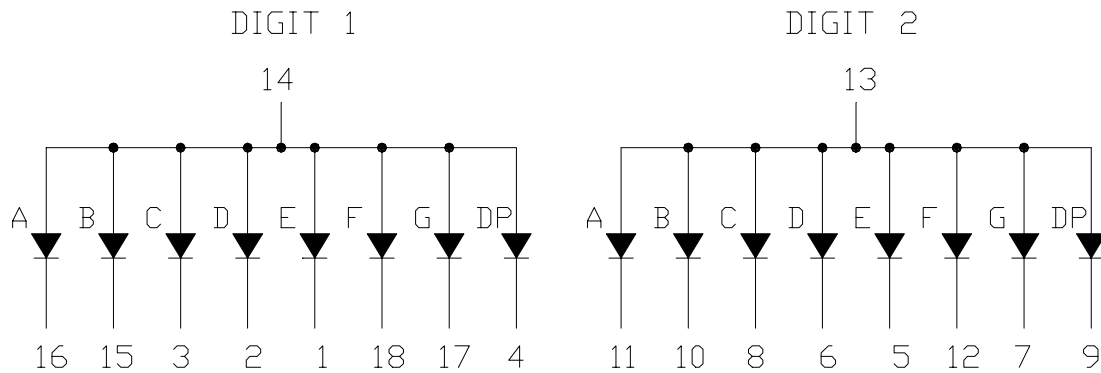 DIGIT 1 DIGIT 2
14 13
A B C D E F G DP A B C D E F G DP
16 15 3 2 1 18 17 4 11 10 8 6 5 12 7 9